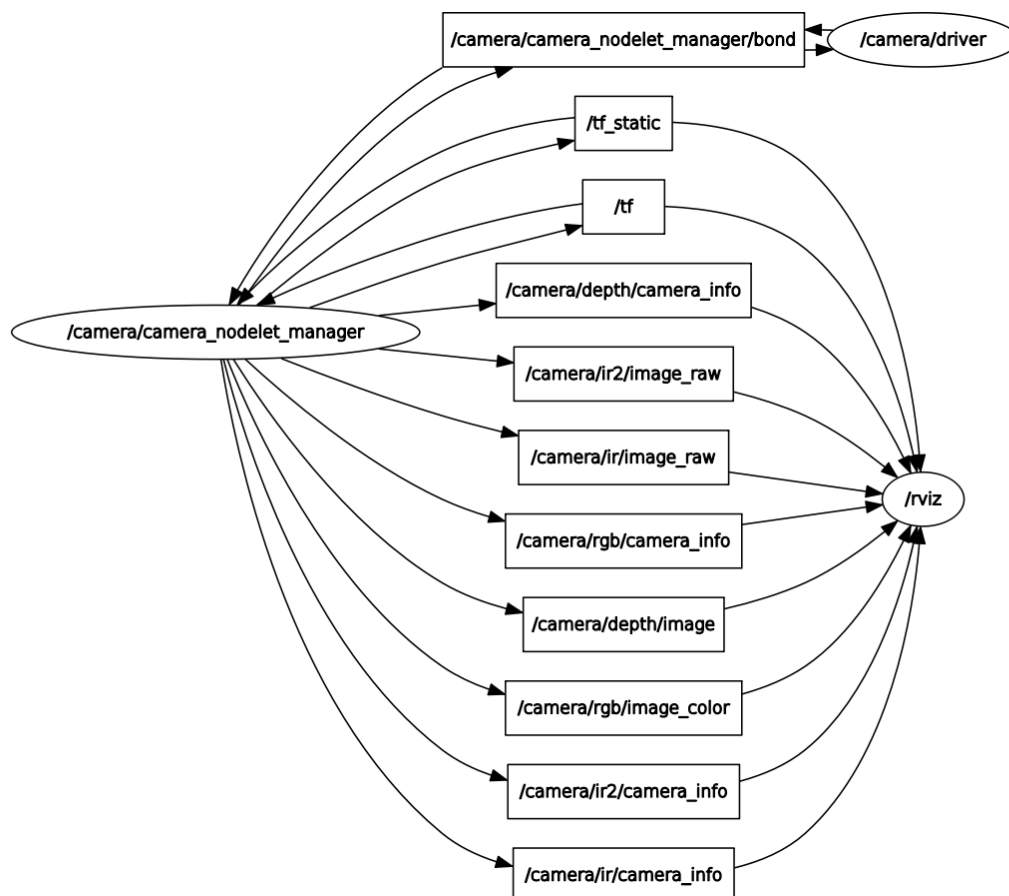 /camera/camera_nodelet_manager/bond
/camera/driver
/tf_static
/tf
/camera/depth/camera_info
/camera/camera_nodelet_manager
/camera/ir2/image_raw
/camera/ir/image_raw
/rviz
/camera/rgb/camera_info
/camera/depth/image
/camera/rgb/image_color
/camera/ir2/camera_info
/camera/ir/camera_info